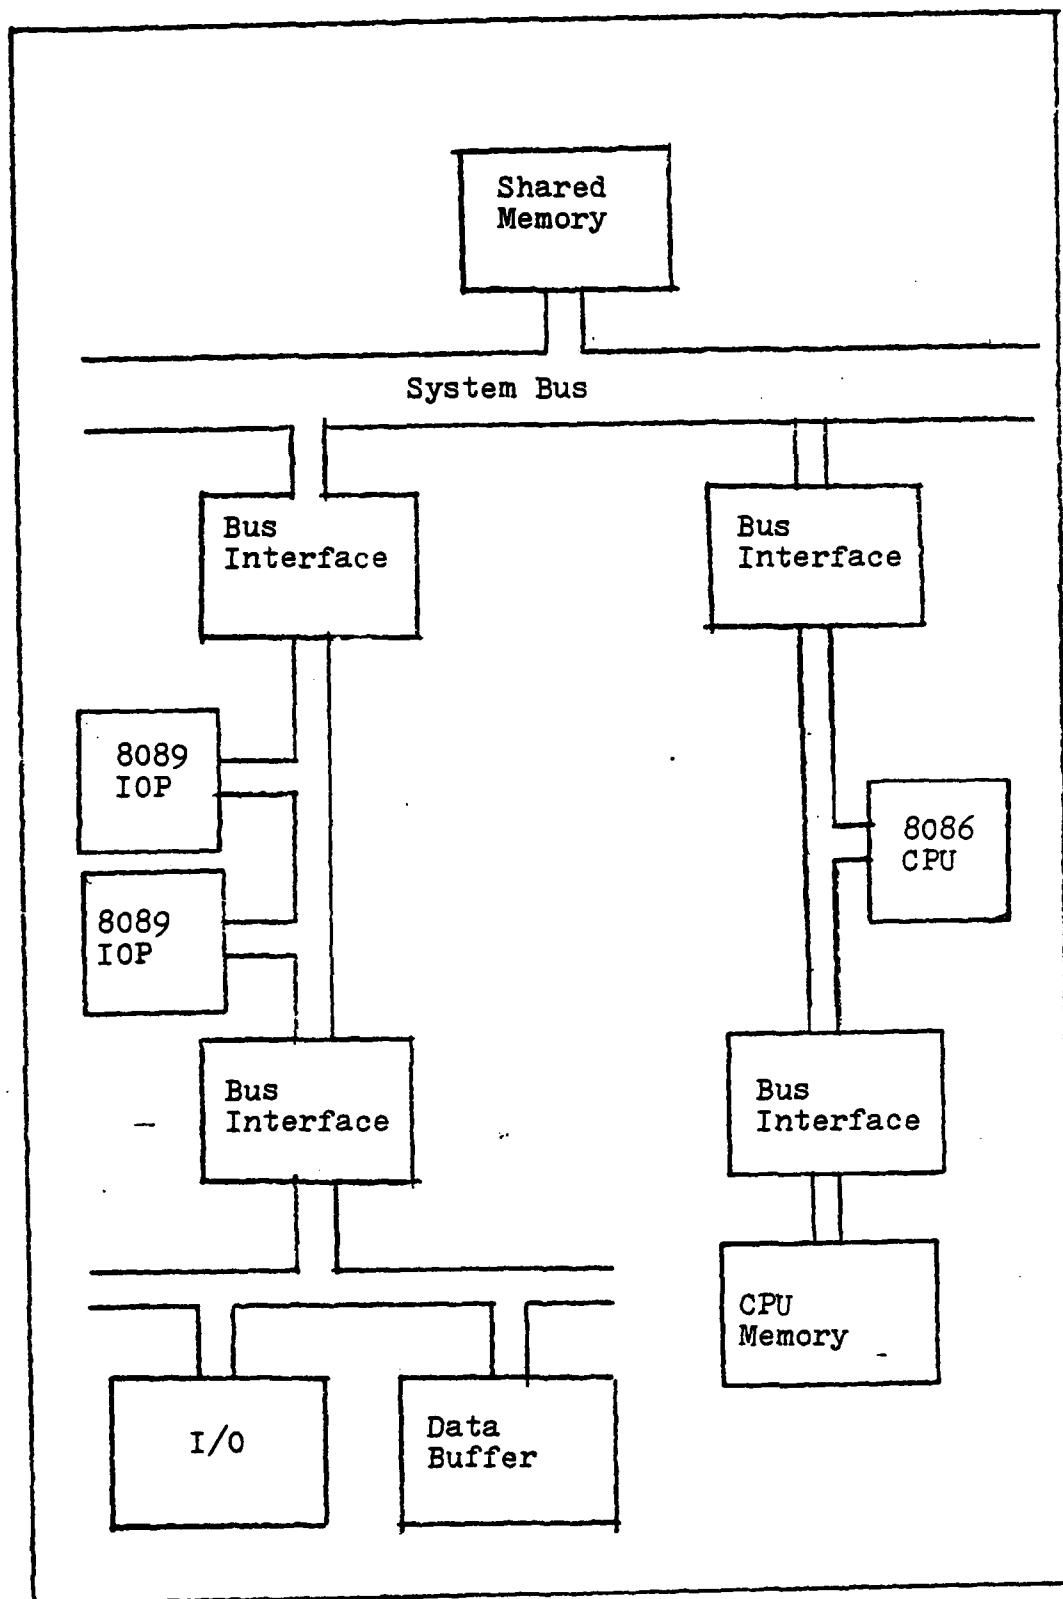 Shared
Memory
System Bus
Bus
Interface
Bus
Interface
8089
IOP
8086
CPU
8089
IOP
Bus
Interface
Bus
Interface
CPU
Memory
I/O
Data
Buffer